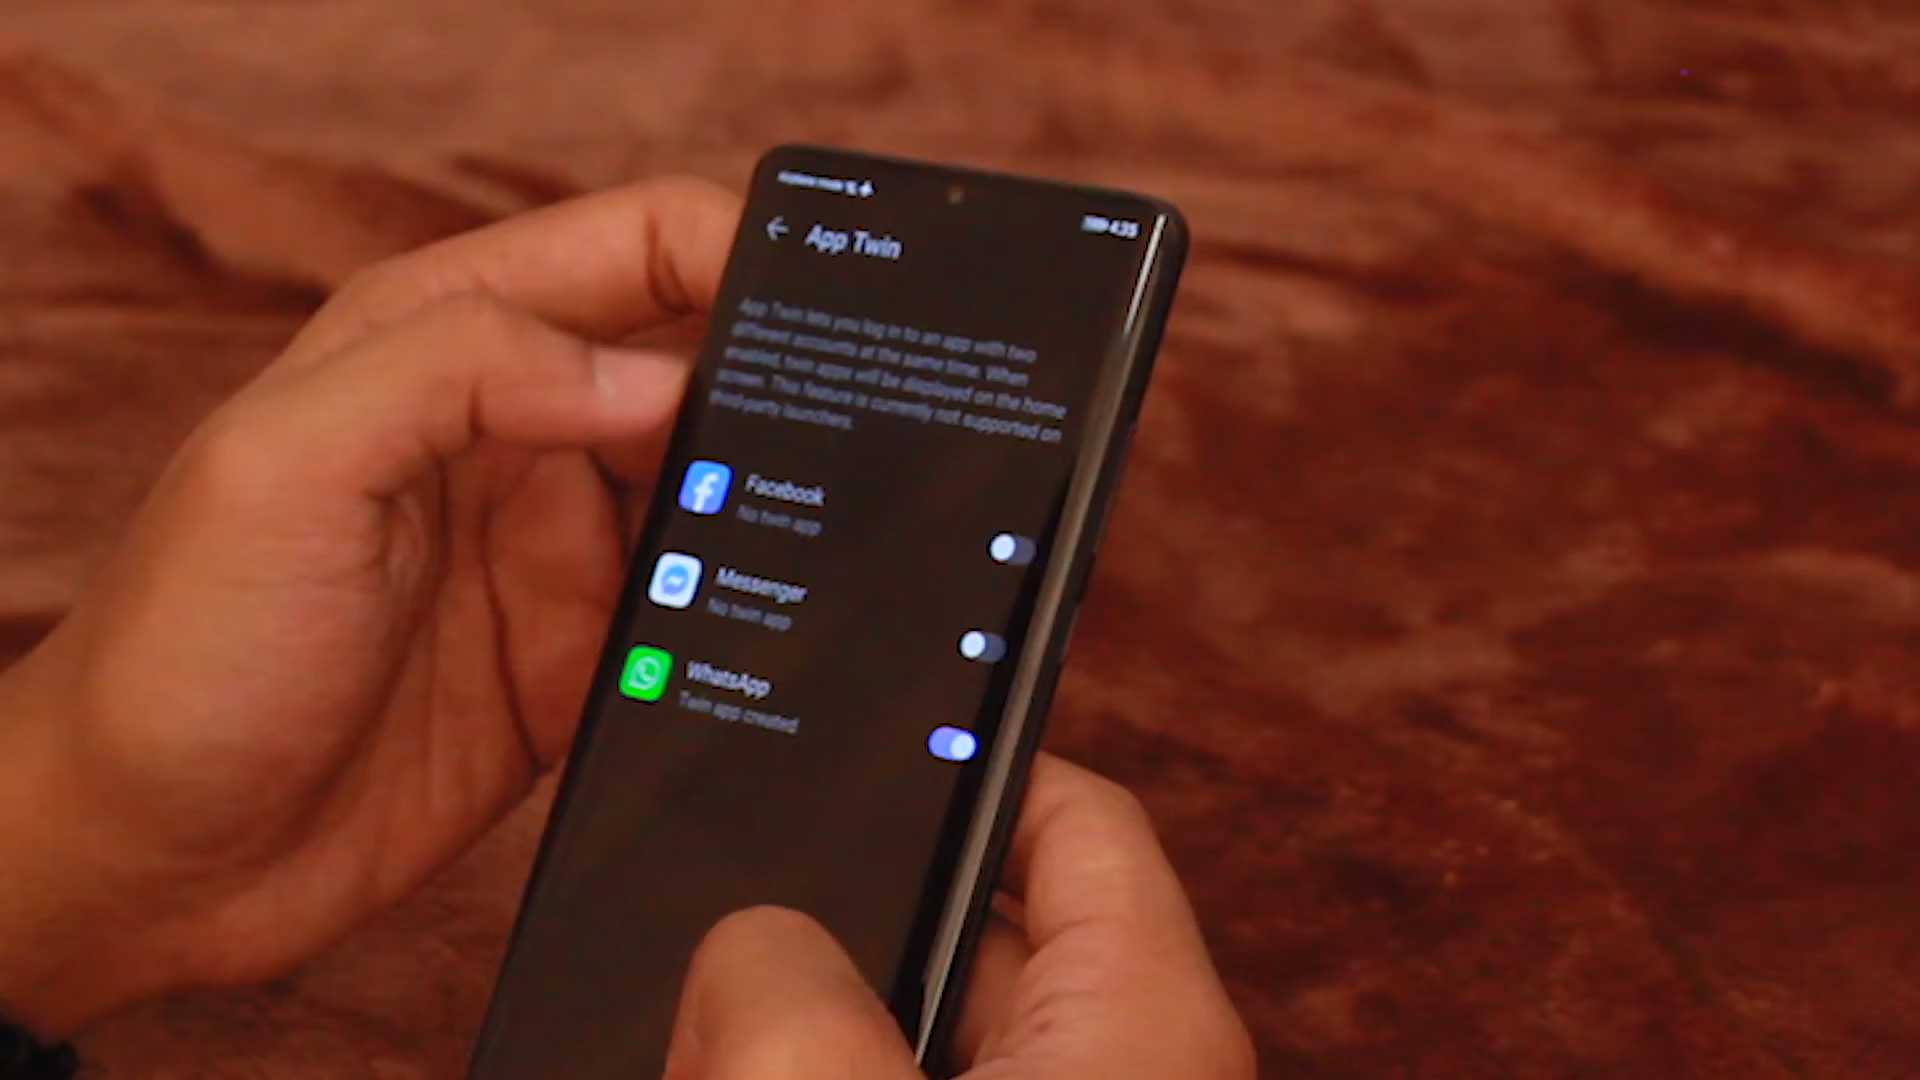 4:35
App Twin
App Twin lets you log in to an app with two
different accounts at the same time. When
enabled, twin apps will be displayed on the home
screen. This feature is currently not supported on
third-party launchers.
Facebook
No twin app
Messenger
No twin app
WhatsApp
Twin app created